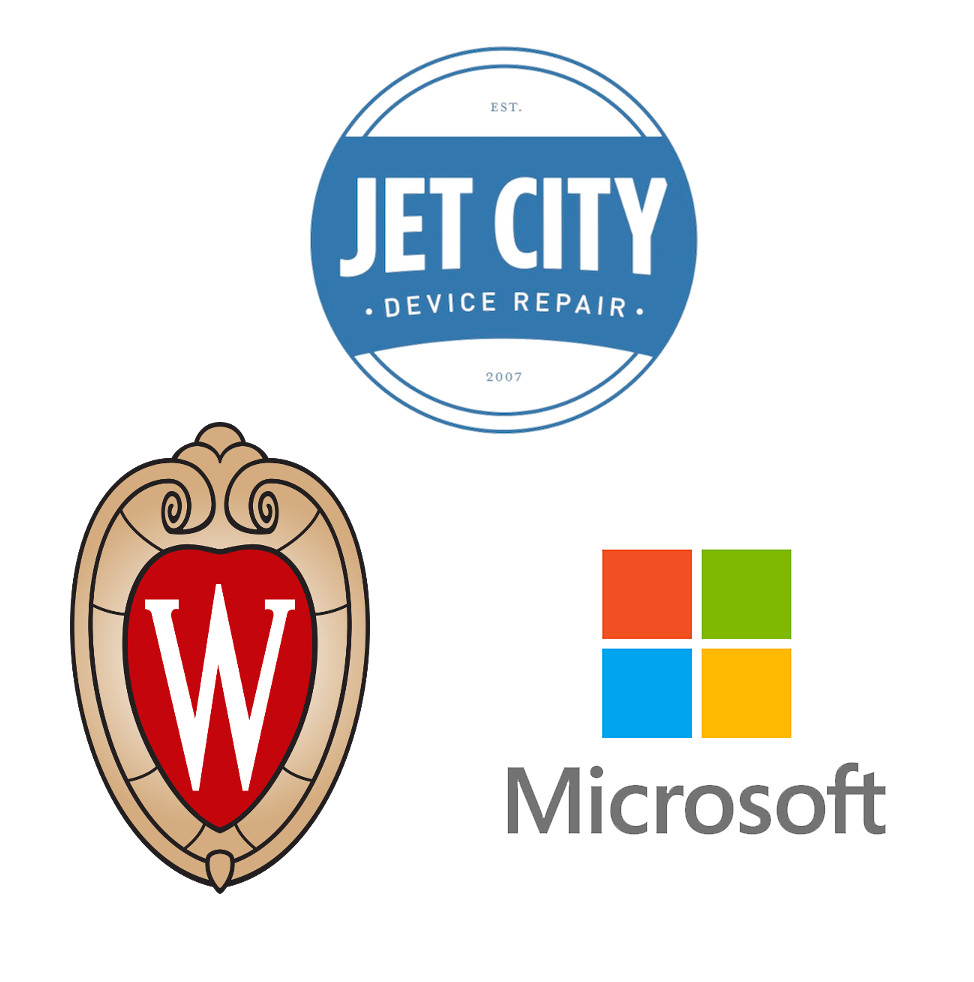 EST.
JET CITY
• DEVICE REPAIR •
2007
W
Microsoft